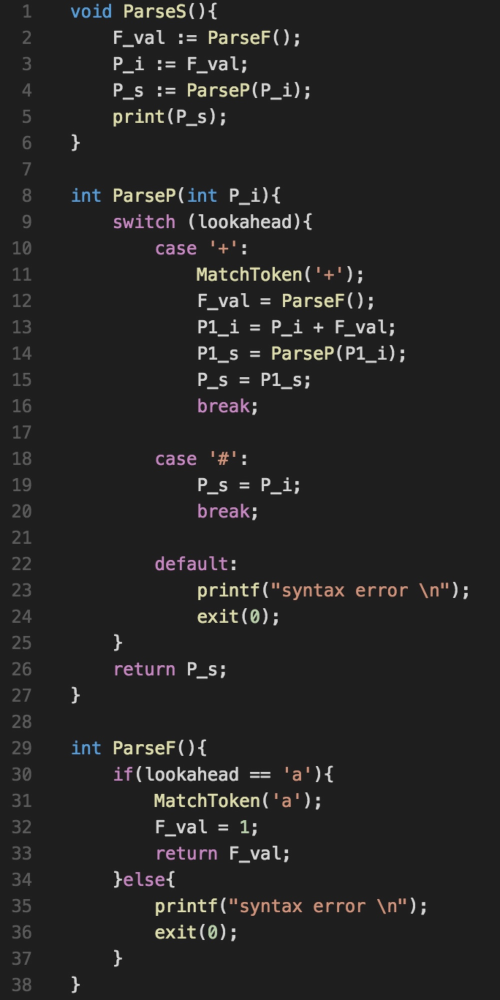 1 void ParseS(){
2 F_val := ParseF();
3 P_i := F_val;
4 P_s := ParseP(P_i);
5 print(P_s);
6 }
7
8 int ParseP(int P_i){
9 switch (lookahead){
10 case '+':
11 MatchToken('+');
12 F_val = ParseF();
13 P1_i = P_i + F_val;
14 P1_s = ParseP(P1_i);
15 P_s = P1_s;
16 break;
17
18 case '#':
19 P_s = P_i;
20 break;
21
22 default:
23 printf("syntax error \n");
24 exit(0);
25 }
26 return P_s;
27 }
28
29 int ParseF(){
30 if(lookahead == 'a'){
31 MatchToken('a');
32 F_val = 1;
33 return F_val;
34 }else{
35 printf("syntax error \n");
36 exit(0);
37 }
38 }